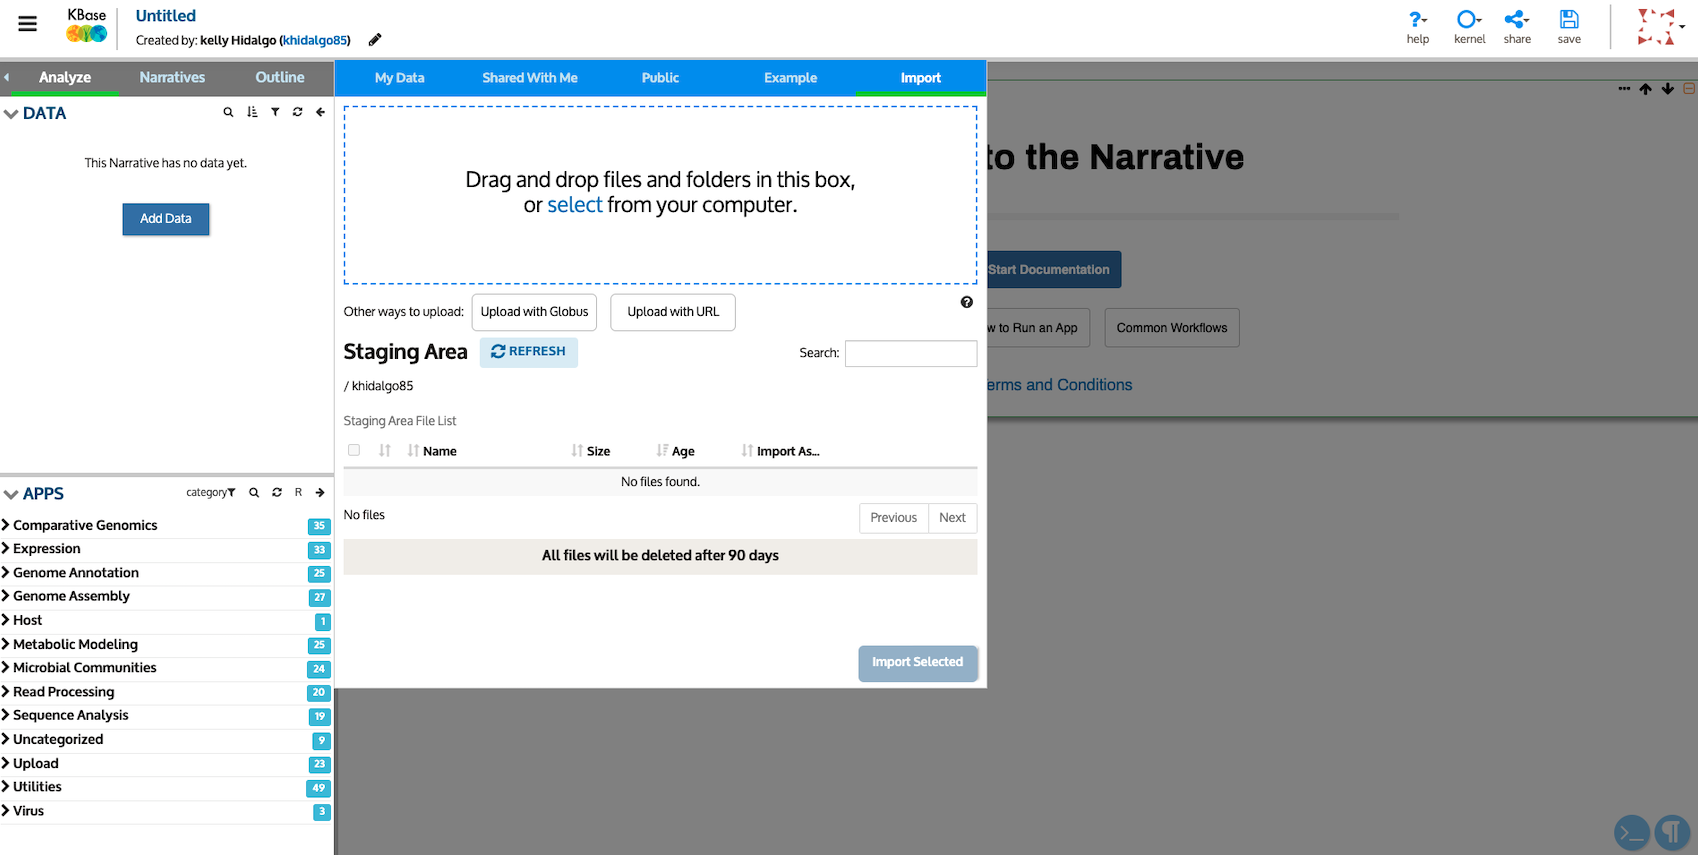 KBase
Untitled
Created by: kelly Hidalgo (khidalgo85)
help
kernel
share
save
Analyze
Narratives
Outline
My Data
Shared With Me
Public
Example
Import
DATA
This Narrative has no data yet.
Add Data
Drag and drop files and folders in this box,
or select from your computer.
Other ways to upload:
Upload with Globus
Upload with URL
Staging Area
REFRESH
Search:
/ khidalgo85
Staging Area File List
Name
Size
Age
Import As...
No files found.
No files
Previous
Next
All files will be deleted after 90 days
Import Selected
to the Narrative
Start Documentation
to Run an App
Common Workflows
Terms and Conditions
APPS
category
R
Comparative Genomics 35
Expression 33
Genome Annotation 25
Genome Assembly 27
Host 1
Metabolic Modeling 25
Microbial Communities 24
Read Processing 20
Sequence Analysis 19
Uncategorized 9
Upload 23
Utilities 49
Virus 3